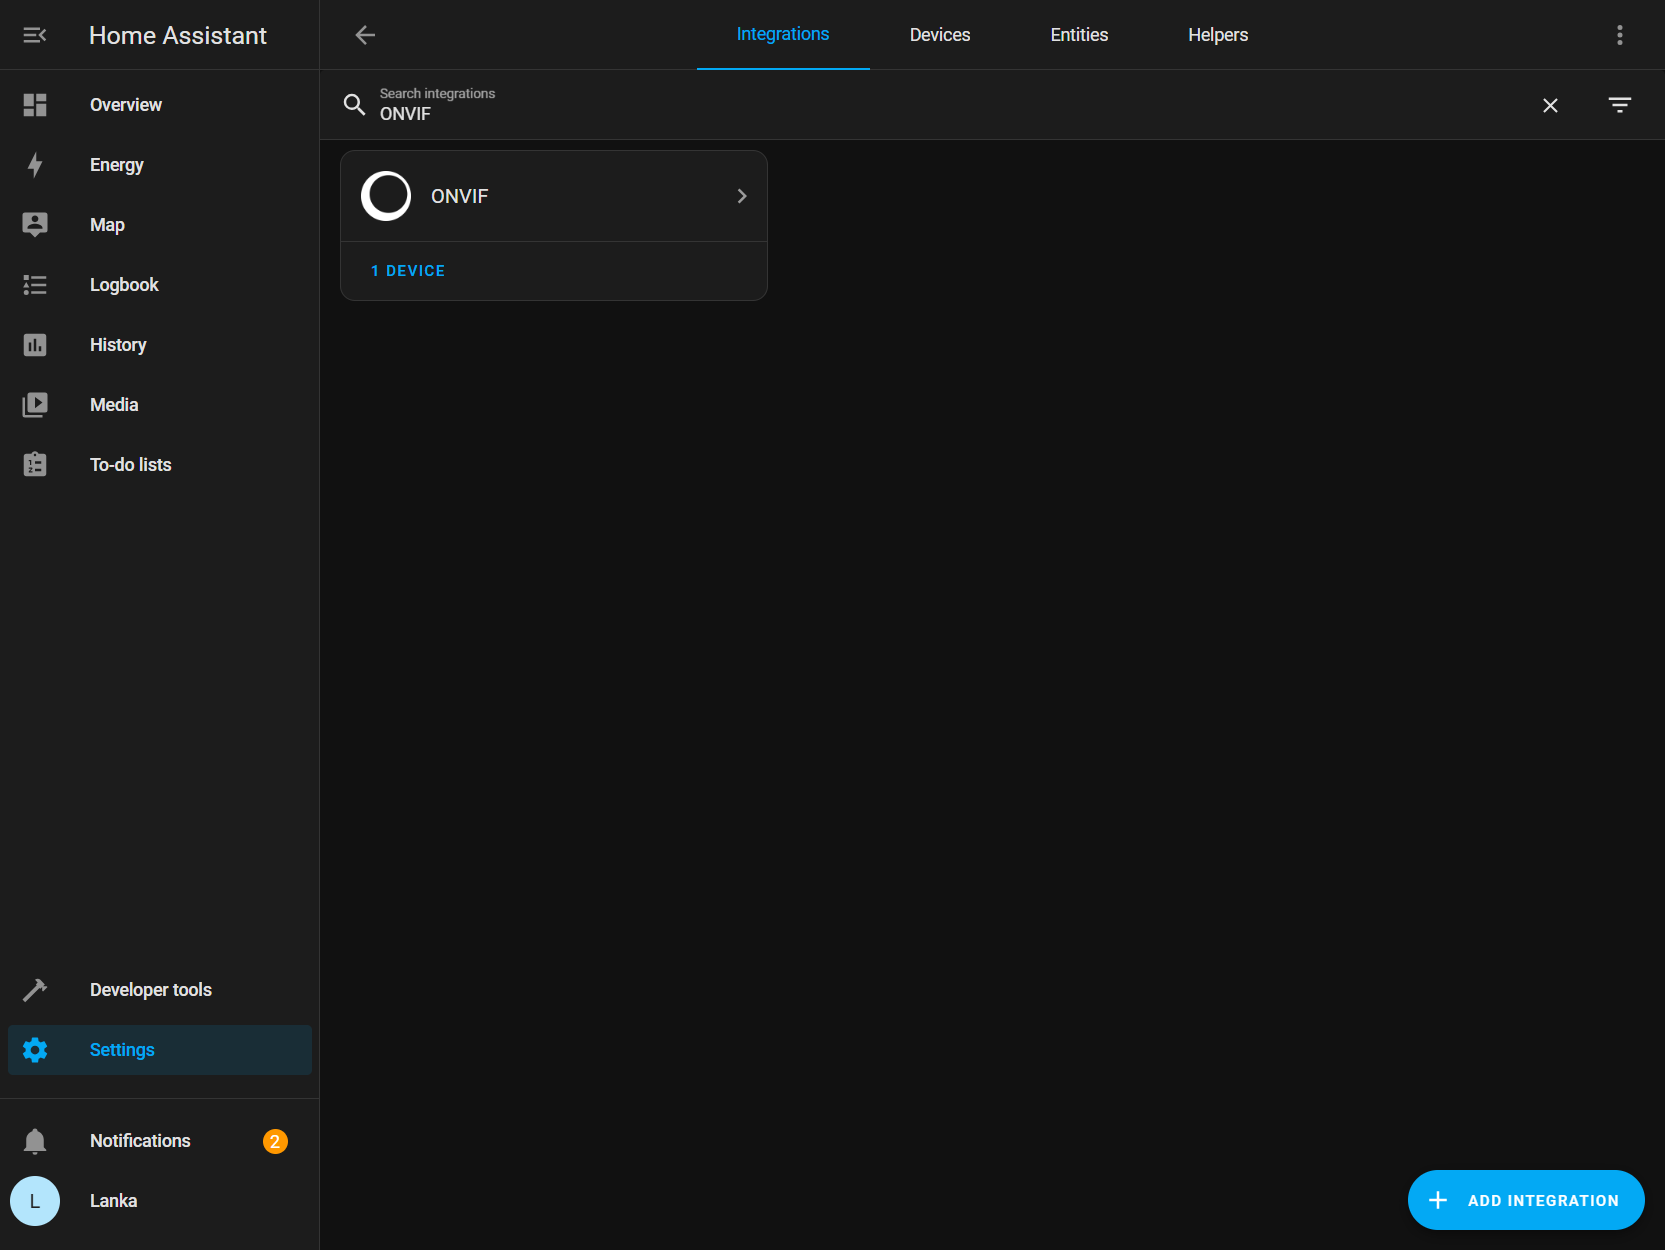 Home Assistant
Overview
Energy
Map
Logbook
History
Media
To-do lists
Developer tools
Settings
Notifications 2
L Lanka
Integrations Devices Entities Helpers
Search integrations
ONVIF
ONVIF
1 DEVICE
ADD INTEGRATION